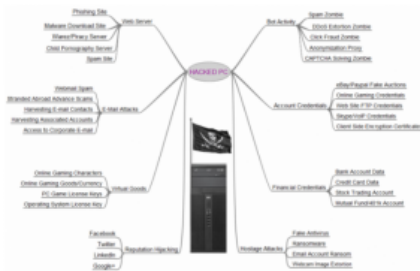 HACKED PC
Web Server
Phishing Site
Malware Download Site
Warez/Piracy Server
Child Pornography Server
Spam Site
E-Mail Attacks
Webmail Spam
Stranded Abroad Advance Scams
Harvesting E-mail Contacts
Harvesting Associated Accounts
Access to Corporate E-mail
Virtual Goods
Online Gaming Characters
Online Gaming Goods/Currency
PC Game License Keys
Operating System License Key
Reputation Hijacking
Facebook
Twitter
LinkedIn
Google+
Bot Activity
Spam Zombie
DDoS Extortion Zombie
Click Fraud Zombie
Anonymization Proxy
CAPTCHA Solving Zombie
Account Credentials
eBay/Paypal Fake Auctions
Online Gaming Credentials
Web Site FTP Credentials
Skype/VoIP Credentials
Client Side Encryption Certificates
Financial Credentials
Bank Account Data
Credit Card Data
Stock Trading Account
Mutual Fund/401k Account
Hostage Attacks
Fake Antivirus
Ransomware
Email Account Ransom
Webcam Image Extortion